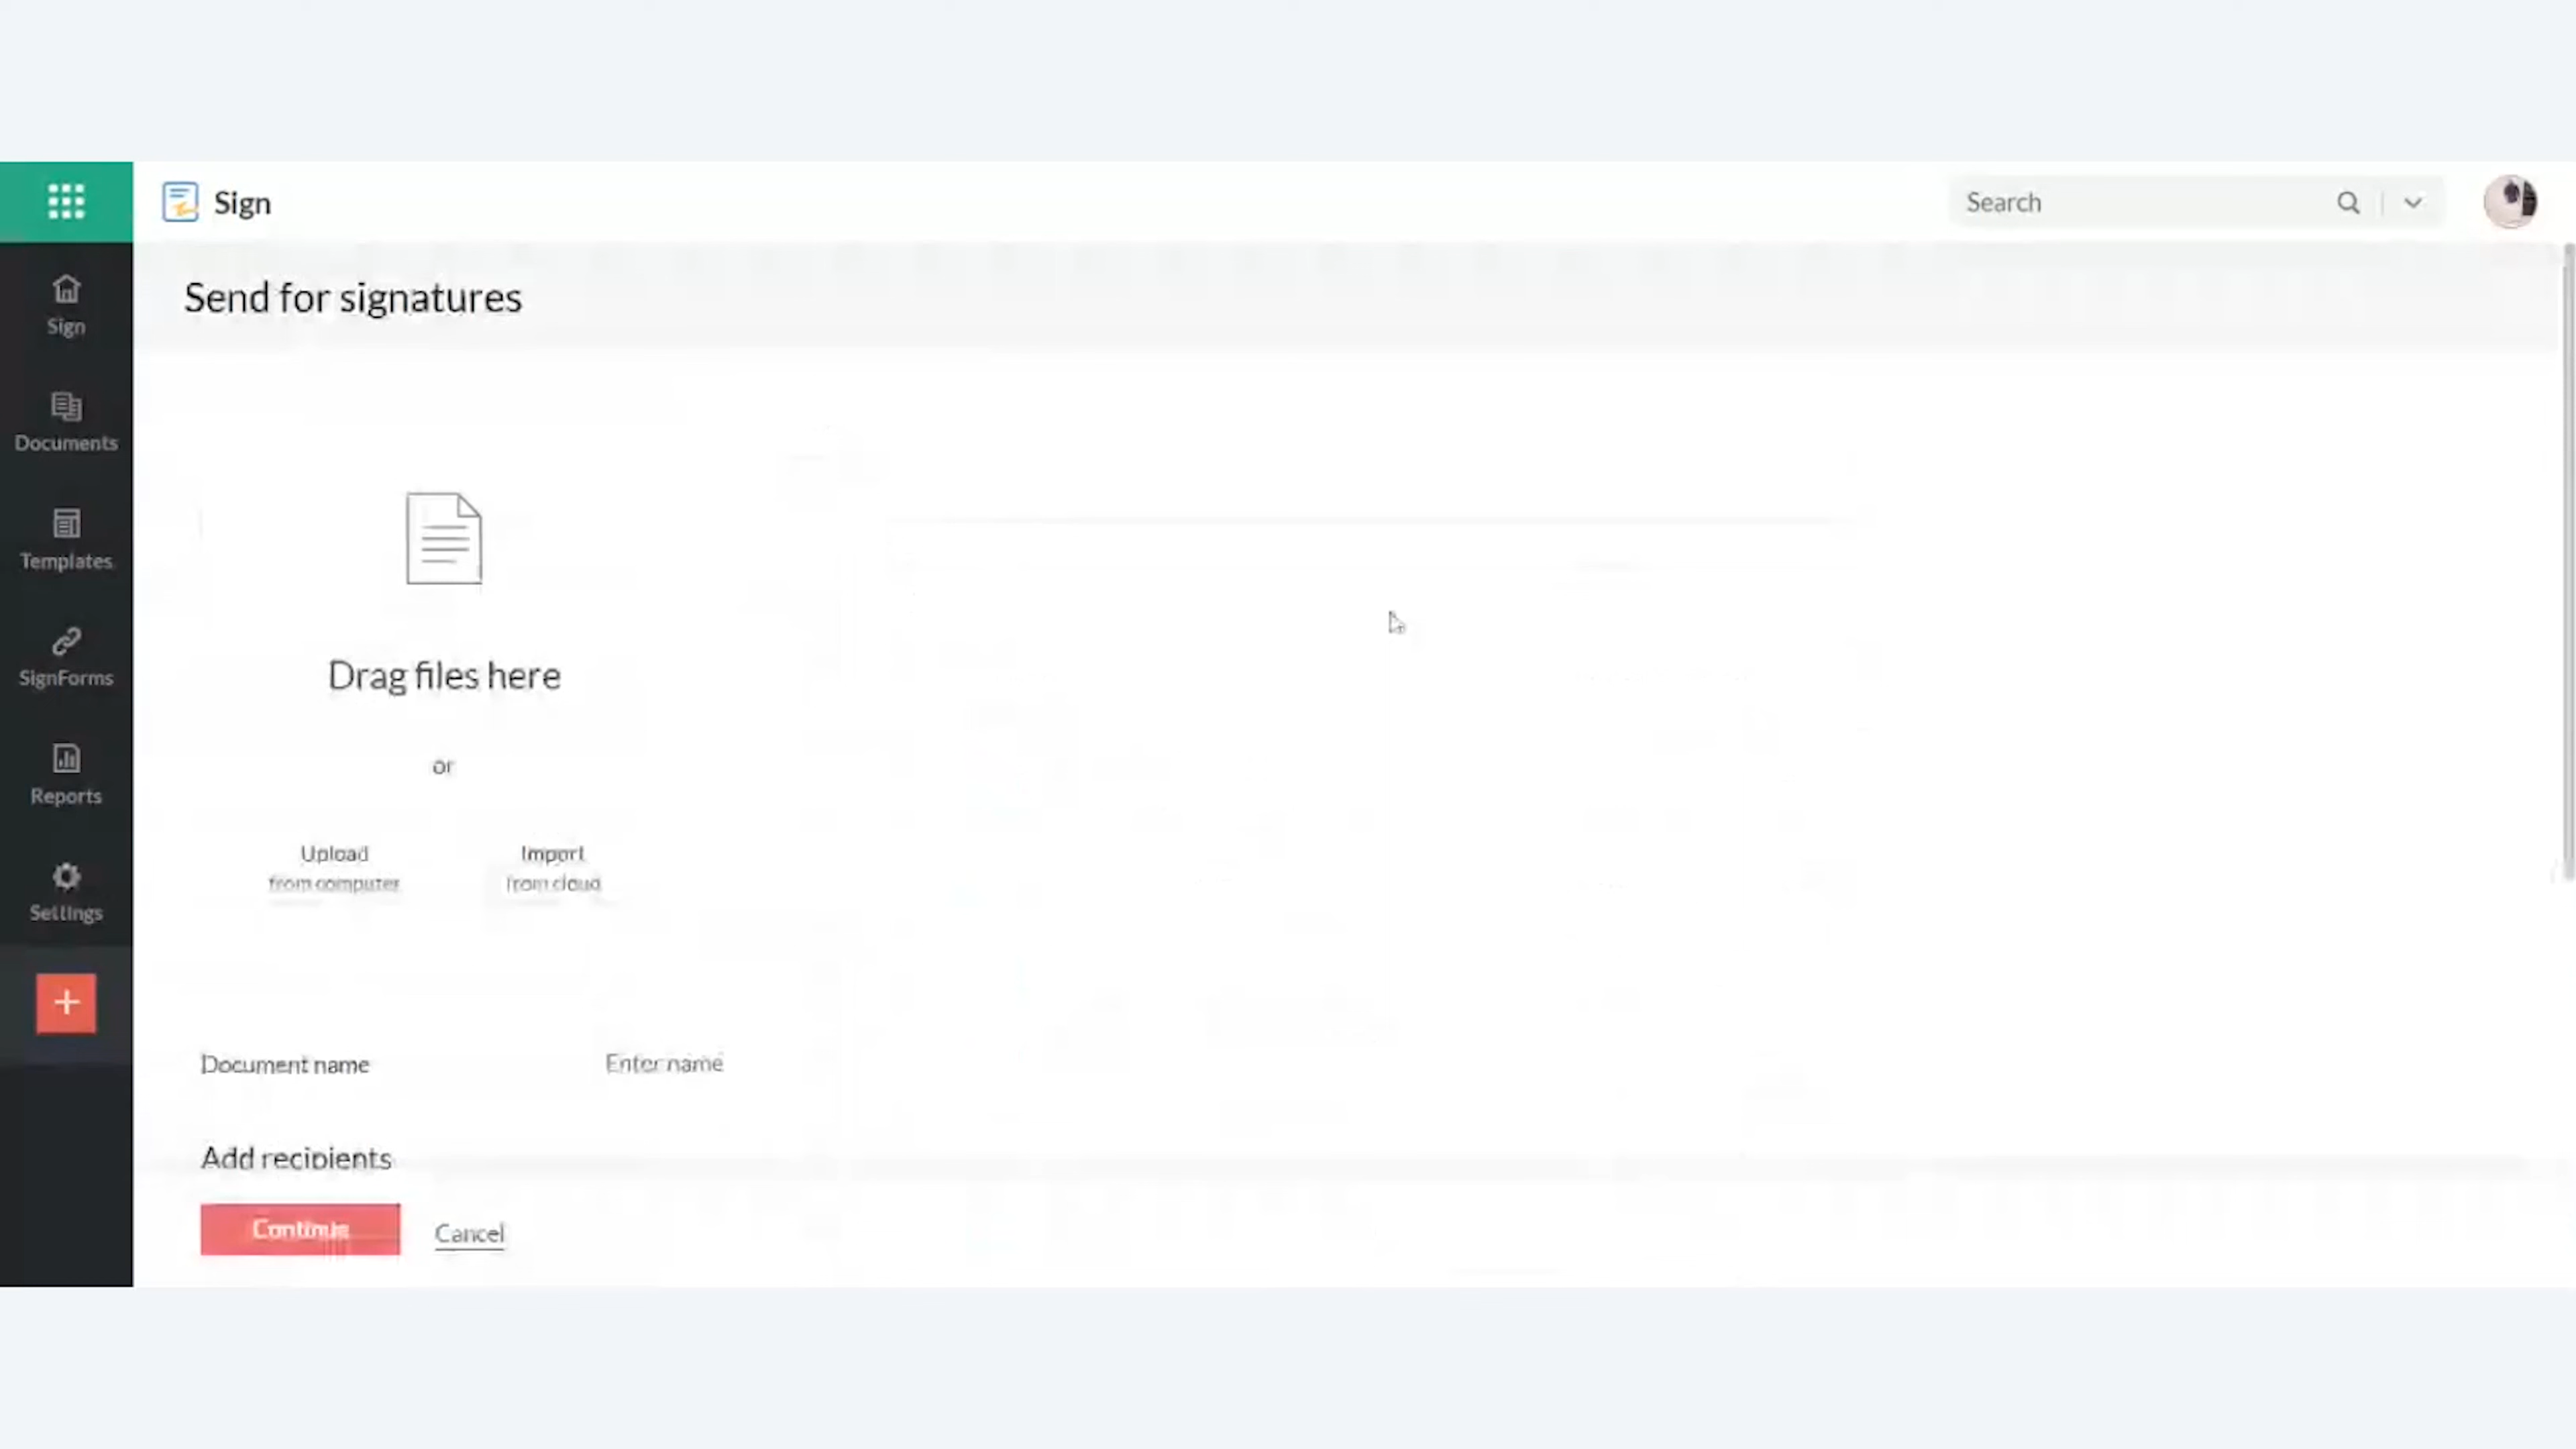 Sign
Search
Sign
Documents
Templates
SignForms
Reports
Settings
Send for signatures
Drag files here
or
Upload
from computer
Import
from cloud
Document name
Enter name
Add recipients
Continue
Cancel